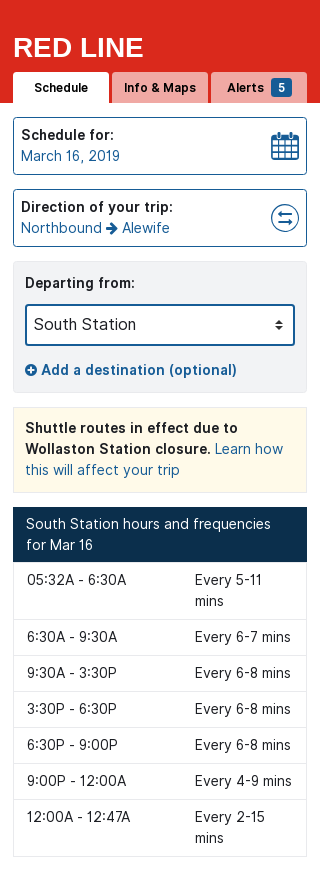 RED LINE
Schedule
Info & Maps
Alerts 5
Schedule for:
March 16, 2019
Direction of your trip:
Northbound → Alewife
Departing from:
South Station
Add a destination (optional)
Shuttle routes in effect due to
Wollaston Station closure. Learn how
this will affect your trip
South Station hours and frequencies
for Mar 16
05:32A - 6:30A Every 5-11
mins
6:30A - 9:30A Every 6-7 mins
9:30A - 3:30P Every 6-8 mins
3:30P - 6:30P Every 6-8 mins
6:30P - 9:00P Every 6-8 mins
9:00P - 12:00A Every 4-9 mins
12:00A - 12:47A Every 2-15
mins